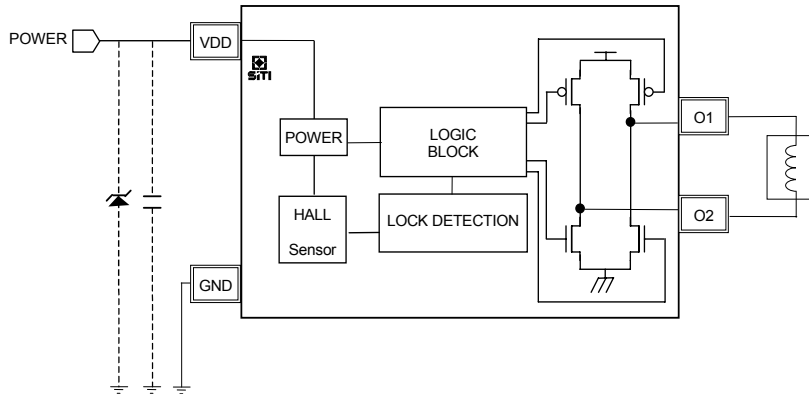 POWER
VDD
SiTI
POWER
LOGIC
BLOCK
O1
HALL
Sensor
LOCK DETECTION
O2
GND